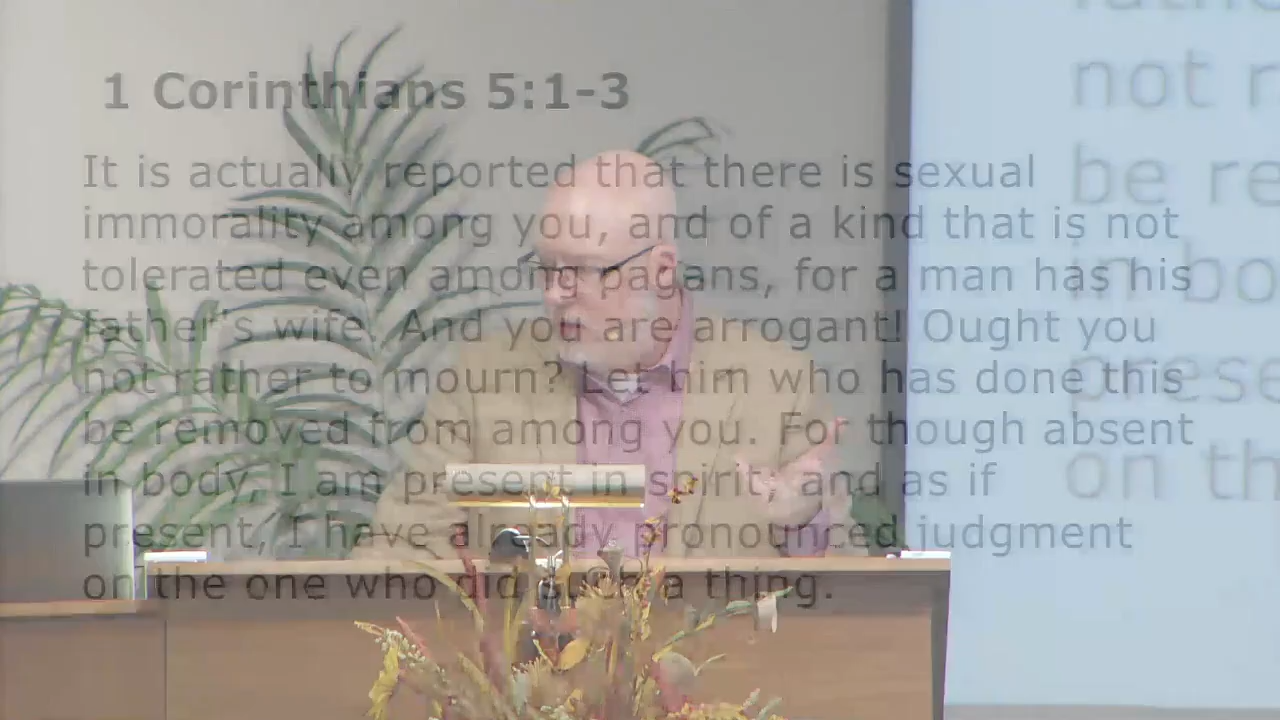 1 Corinthians 5:1-3
It is actually reported that there is sexual
immorality among you, and of a kind that is not
tolerated even among pagans, for a man has his
father's wife. And you are arrogant! Ought you
not rather to mourn? Let him who has done this
be removed from among you. For though absent
in body, I am present in spirit; and as if
present, I have already pronounced judgment
on the one who did such a thing.
not r
be re
in bo
prese
on th